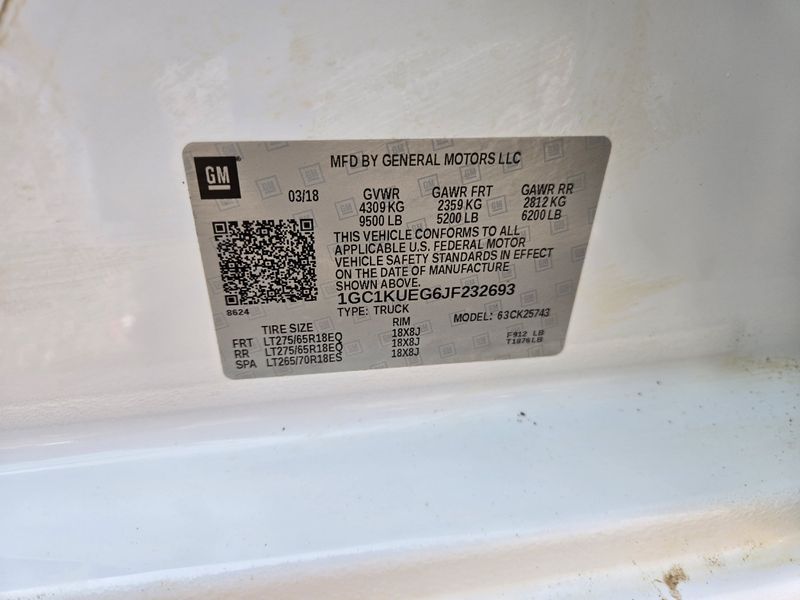 GM
MFD BY GENERAL MOTORS LLC
03/18 GVWR GAWR FRT GAWR RR
4309 KG 2359 KG 2812 KG
9500 LB 5200 LB 6200 LB
THIS VEHICLE CONFORMS TO ALL
APPLICABLE U.S. FEDERAL MOTOR
VEHICLE SAFETY STANDARDS IN EFFECT
ON THE DATE OF MANUFACTURE
SHOWN ABOVE.
8624
1GC1KUEG6JF232693
TYPE: TRUCK MODEL: 63CK25743
TIRE SIZE RIM
FRT LT275/65R18EQ 18X8J F912 LB
RR LT275/65R18EQ 18X8J T1876LB
SPA LT265/70R18ES 18X8J